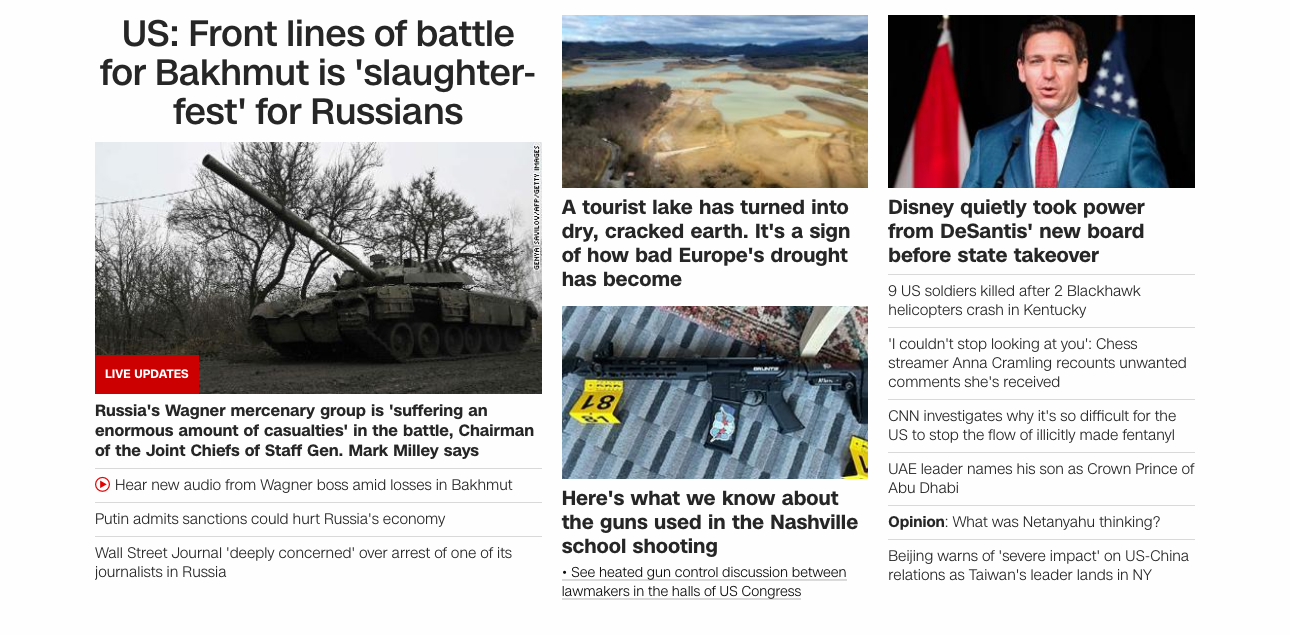 US: Front lines of battle
for Bakhmut is 'slaughter-
fest' for Russians
GENYA SAVILOV/AFP/GETTY IMAGES
LIVE UPDATES
Russia's Wagner mercenary group is 'suffering an
enormous amount of casualties' in the battle, Chairman
of the Joint Chiefs of Staff Gen. Mark Milley says
Hear new audio from Wagner boss amid losses in Bakhmut
Putin admits sanctions could hurt Russia's economy
Wall Street Journal 'deeply concerned' over arrest of one of its
journalists in Russia
A tourist lake has turned into
dry, cracked earth. It's a sign
of how bad Europe's drought
has become
18
Here's what we know about
the guns used in the Nashville
school shooting
• See heated gun control discussion between
lawmakers in the halls of US Congress
Disney quietly took power
from DeSantis' new board
before state takeover
9 US soldiers killed after 2 Blackhawk
helicopters crash in Kentucky
'I couldn't stop looking at you': Chess
streamer Anna Cramling recounts unwanted
comments she's received
CNN investigates why it's so difficult for the
US to stop the flow of illicitly made fentanyl
UAE leader names his son as Crown Prince of
Abu Dhabi
Opinion: What was Netanyahu thinking?
Beijing warns of 'severe impact' on US-China
relations as Taiwan's leader lands in NY